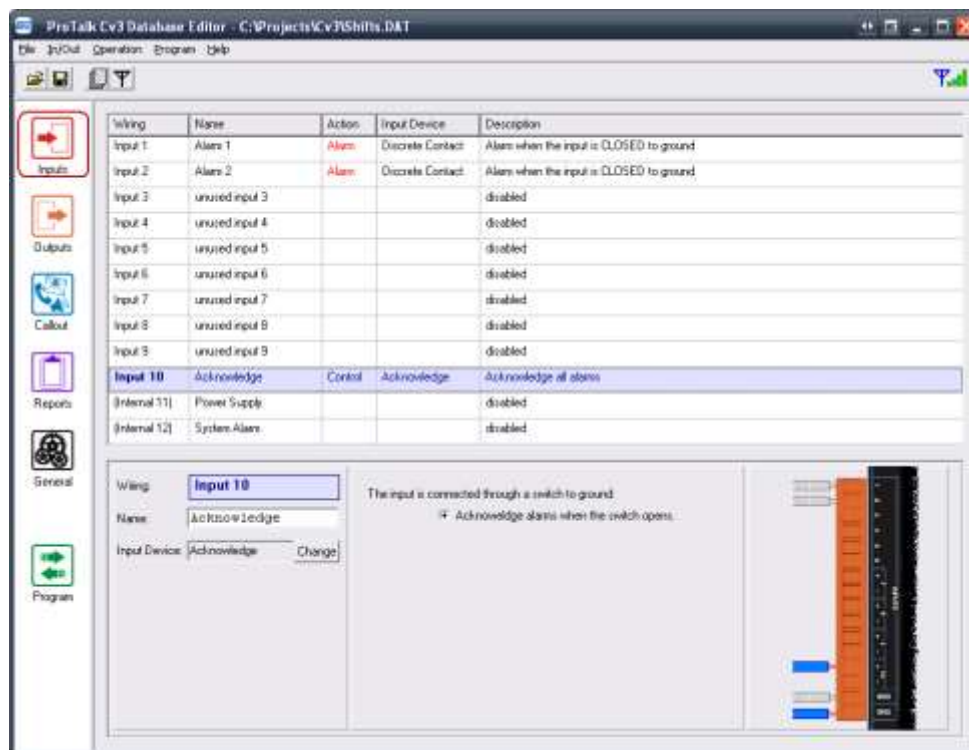 ProTalk Cv3 Database Editor - C:\Projects\Cv3\Shifts.DAT
File In/Out Operation Program Help
Wiring Name Action Input Device Description
Input 1 Alarm 1 Alarm Discrete Contact Alarm when the input is CLOSED to ground
Input 2 Alarm 2 Alarm Discrete Contact Alarm when the input is CLOSED to ground
Input 3 unused input 3 disabled
Input 4 unused input 4 disabled
Input 5 unused input 5 disabled
Input 6 unused input 6 disabled
Input 7 unused input 7 disabled
Input 8 unused input 8 disabled
Input 9 unused input 9 disabled
Input 10 Acknowledge Control Acknowledge Acknowledge all alarms
(Internal 11) Power Supply disabled
(Internal 12) System Alarm disabled
Inputs
Outputs
Callout
Reports
General
Program
Wiring: Input 10
Name: Acknowledge
Input Device: Acknowledge Change
The input is connected through a switch to ground
Acknoweldge alarms when the switch opens.